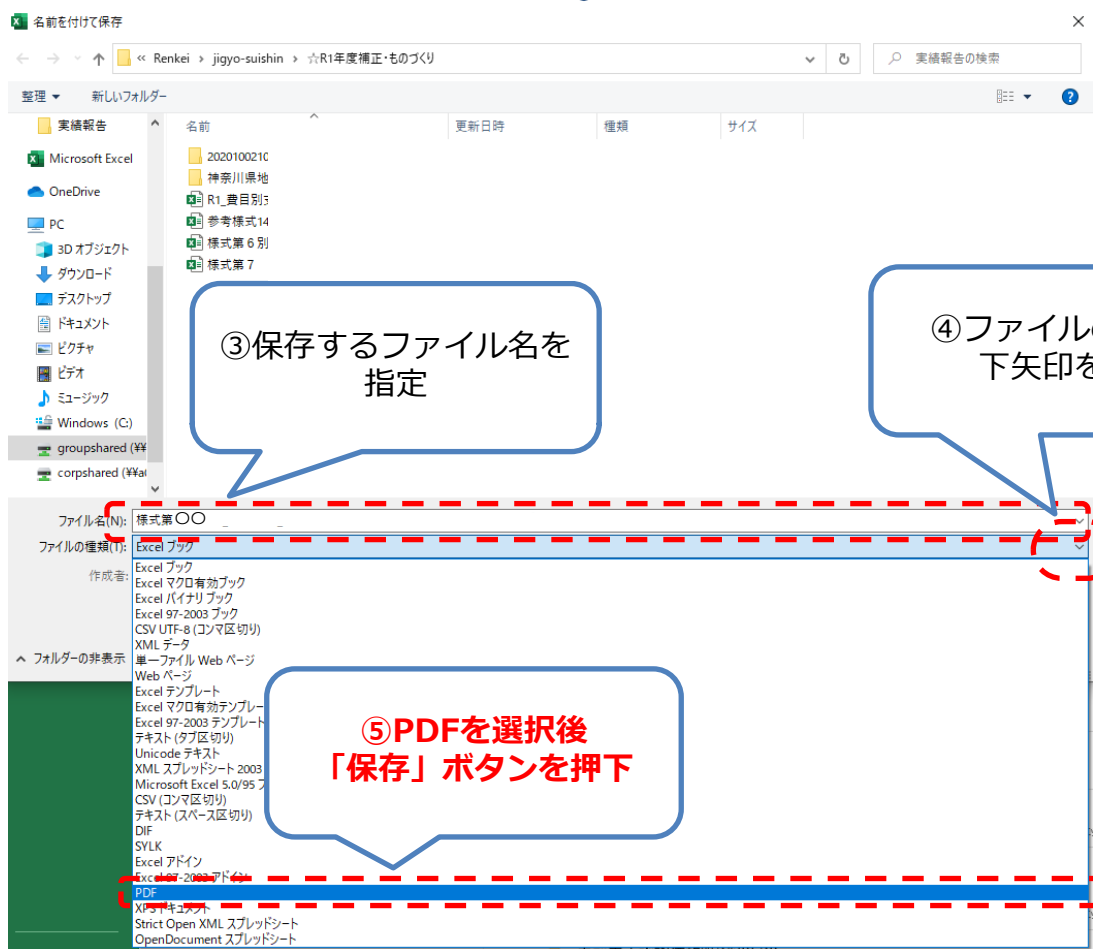 名前を付けて保存
« Renkei › jigyo-suishin › ☆R1年度補正・ものづくり
実績報告の検索
整理 ▼ 新しいフォルダー
実績報告
Microsoft Excel
OneDrive
PC
3D オブジェクト
ダウンロード
デスクトップ
ドキュメント
ピクチャ
ビデオ
ミュージック
Windows (C:)
groupshared (¥¥
corpshared (¥¥a
名前 更新日時 種類 サイズ
2020100210
神奈川県地
R1_費目別
参考様式14
様式第６別
様式第７
③保存するファイル名を
指定
④ファイル
下矢印を
ファイル名(N): 様式第〇〇 _ _
ファイルの種類(T): Excel ブック
作成者:
フォルダーの非表示
Excel ブック
Excel マクロ有効ブック
Excel バイナリ ブック
Excel 97-2003 ブック
CSV UTF-8 (コンマ区切り)
XML データ
単一ファイル Web ページ
Web ページ
Excel テンプレート
Excel マクロ有効テンプレー
Excel 97-2003 テンプレート
テキスト (タブ区切り)
Unicode テキスト
XML スプレッドシート 2003
Microsoft Excel 5.0/95
CSV (コンマ区切り)
テキスト (スペース区切り)
DIF
SYLK
Excel アドイン
Excel 97-2003 アドイン
PDF
XPS ドキュメント
Strict Open XML スプレッドシート
OpenDocument スプレッドシート
⑤PDFを選択後
「保存」ボタンを押下